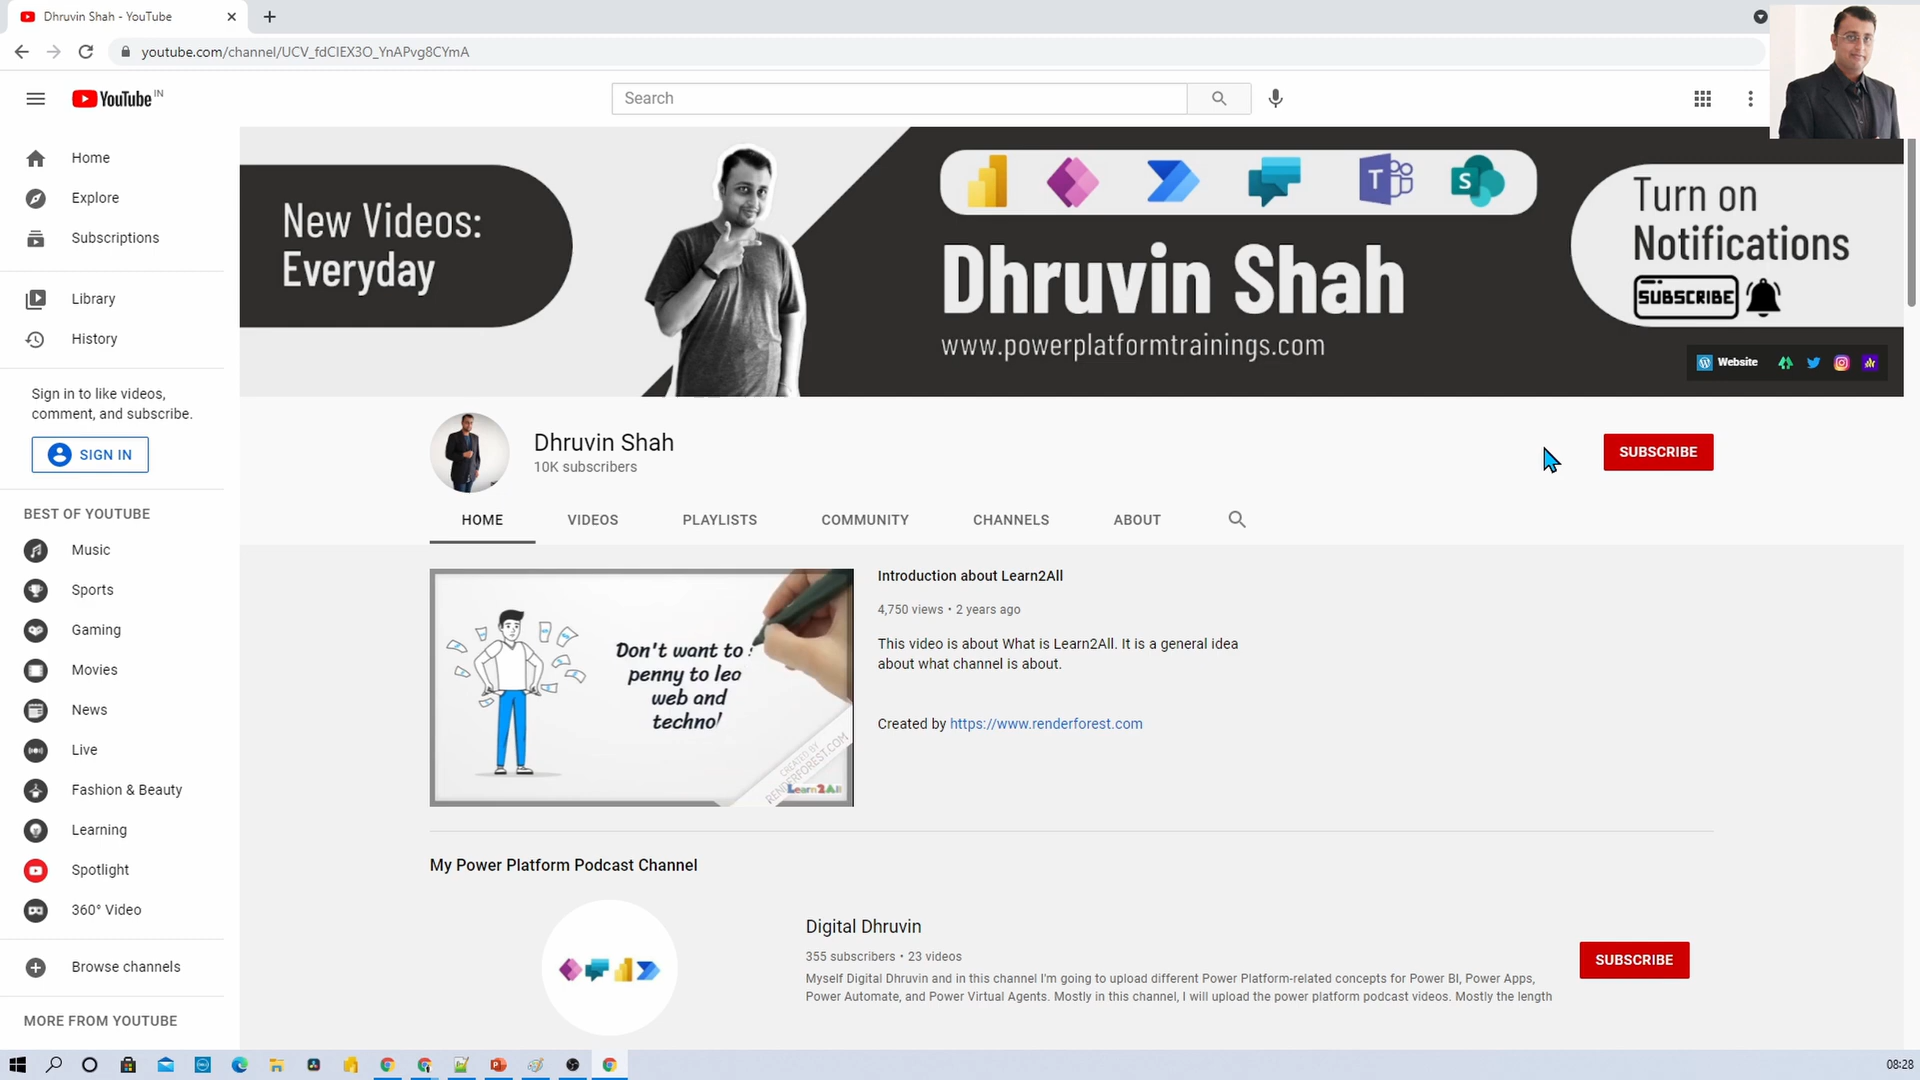 Dhruvin Shah - YouTube
youtube.com/channel/UCV_fdCIEX3O_YnAPvg8CYmA
YouTube IN
Search
Home
Explore
Subscriptions
Library
History
Sign in to like videos,
comment, and subscribe.
SIGN IN
BEST OF YOUTUBE
Music
Sports
Gaming
Movies
News
Live
Fashion & Beauty
Learning
Spotlight
360° Video
Browse channels
MORE FROM YOUTUBE
New Videos:
Everyday
T
S
Dhruvin Shah
www.powerplatformtrainings.com
Turn on
Notifications
SUBSCRIBE
Website
Dhruvin Shah
10K subscribers
SUBSCRIBE
HOME
VIDEOS
PLAYLISTS
COMMUNITY
CHANNELS
ABOUT
Don't want to
penny to leo
web and
techno
CREATED BY
RENDERFOREST.COM
Learn2All
Introduction about Learn2All
4,750 views • 2 years ago
This video is about What is Learn2All. It is a general idea
about what channel is about.
Created by https://www.renderforest.com
My Power Platform Podcast Channel
Digital Dhruvin
355 subscribers • 23 videos
Myself Digital Dhruvin and in this channel I'm going to upload different Power Platform-related concepts for Power BI, Power Apps,
Power Automate, and Power Virtual Agents. Mostly in this channel, I will upload the power platform podcast videos. Mostly the length
SUBSCRIBE
08:28